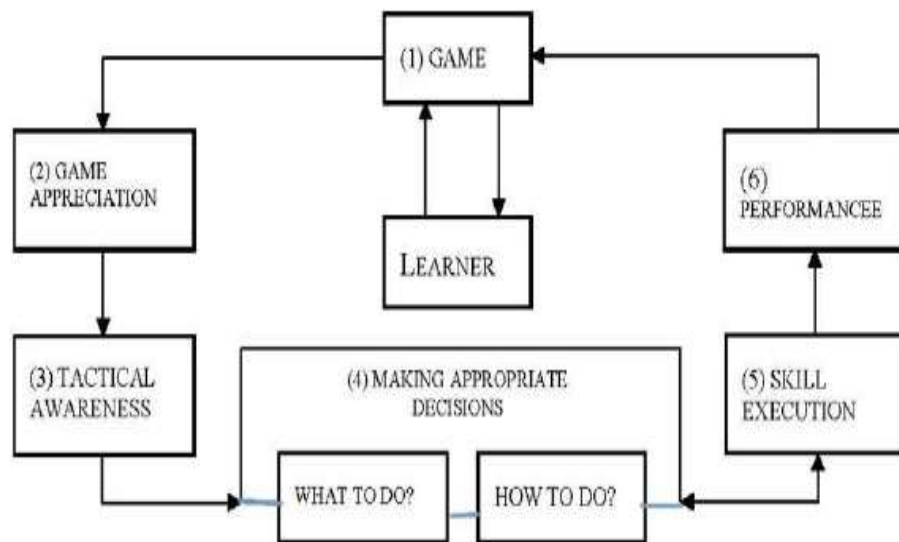 (1) GAME
(2) GAME
APPRECIATION
LEARNER
(6)
PERFORMANCEE
(3) TACTICAL
AWARENESS
(4) MAKING APPROPRIATE
DECISIONS
(5) SKILL
EXECUTION
WHAT TO DO?
HOW TO DO?